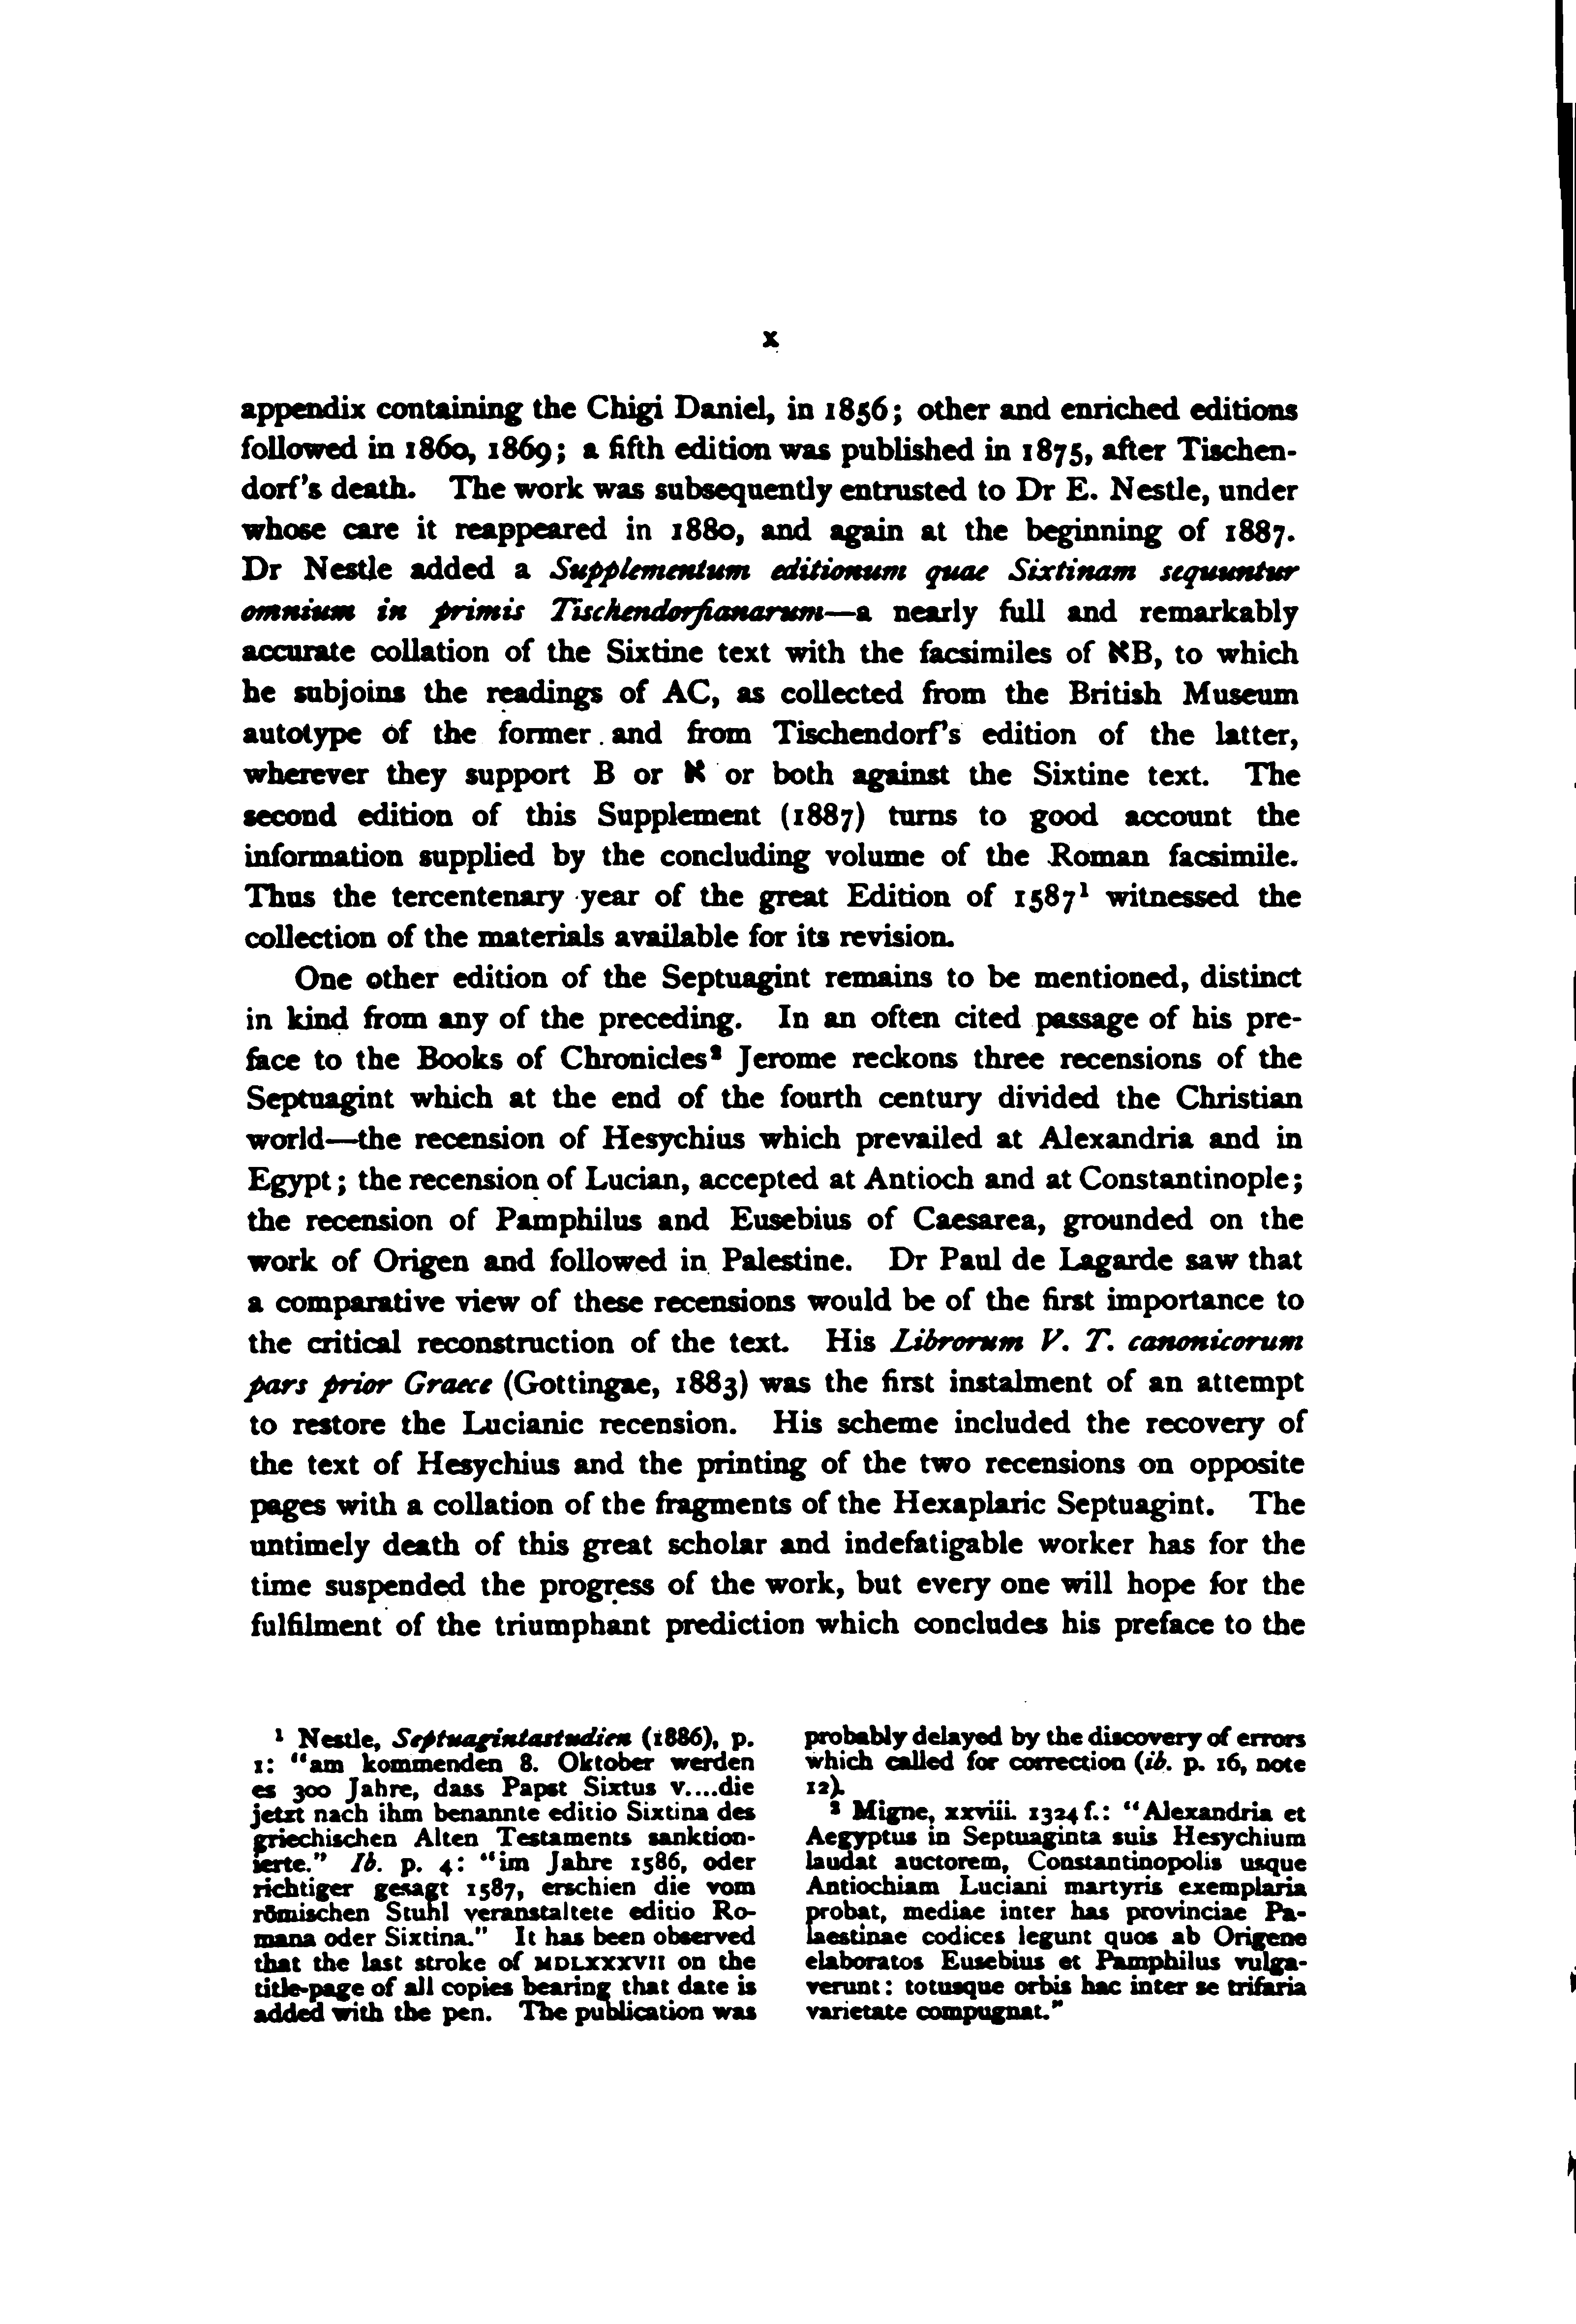 x
appendix containing the Chigi Daniel, in 1856; other and enriched editions
followed in 1860, 1869; a fifth edition was published in 1875, after Tischen-
dorf's death. The work was subsequently entrusted to Dr E. Nestle, under
whose care it reappeared in 1880, and again at the beginning of 1887.
Dr Nestle added a Supplementum editionum quae Sixtinam sequuntur
omnium in primis Tischendorfianarum—a nearly full and remarkably
accurate collation of the Sixtine text with the facsimiles of אB, to which
he subjoins the readings of AC, as collected from the British Museum
autotype of the former and from Tischendorf's edition of the latter,
wherever they support B or א or both against the Sixtine text. The
second edition of this Supplement (1887) turns to good account the
information supplied by the concluding volume of the Roman facsimile.
Thus the tercentenary year of the great Edition of 1587¹ witnessed the
collection of the materials available for its revision.
One other edition of the Septuagint remains to be mentioned, distinct
in kind from any of the preceding. In an often cited passage of his pre-
face to the Books of Chronicles² Jerome reckons three recensions of the
Septuagint which at the end of the fourth century divided the Christian
world—the recension of Hesychius which prevailed at Alexandria and in
Egypt; the recension of Lucian, accepted at Antioch and at Constantinople;
the recension of Pamphilus and Eusebius of Caesarea, grounded on the
work of Origen and followed in Palestine. Dr Paul de Lagarde saw that
a comparative view of these recensions would be of the first importance to
the critical reconstruction of the text. His Librorum V. T. canonicorum
pars prior Graece (Gottingae, 1883) was the first instalment of an attempt
to restore the Lucianic recension. His scheme included the recovery of
the text of Hesychius and the printing of the two recensions on opposite
pages with a collation of the fragments of the Hexaplaric Septuagint. The
untimely death of this great scholar and indefatigable worker has for the
time suspended the progress of the work, but every one will hope for the
fulfilment of the triumphant prediction which concludes his preface to the
¹ Nestle, Septuagintastudien (1886), p.
1: "am kommenden 8. Oktober werden
es 300 Jahre, dass Papst Sixtus V....die
jetzt nach ihm benannte editio Sixtina des
griechischen Alten Testaments sanktion-
ierte." Ib. p. 4: "im Jahre 1586, oder
richtiger gesagt 1587, erschien die vom
römischen Stuhl veranstaltete editio Ro-
mana oder Sixtina." It has been observed
that the last stroke of MDLXXXVII on the
title-page of all copies bearing that date is
added with the pen. The publication was
probably delayed by the discovery of errors
which called for correction (ib. p. 16, note
12).
² Migne, xxviii. 1324 f.: "Alexandria et
Aegyptus in Septuaginta suis Hesychium
laudat auctorem, Constantinopolis usque
Antiochiam Luciani martyris exemplaria
probat, mediae inter has provinciae Pa-
laestinae codices legunt quos ab Origene
elaboratos Eusebius et Pamphilus vulga-
verunt: totusque orbis hac inter se trifaria
varietate compugnat."